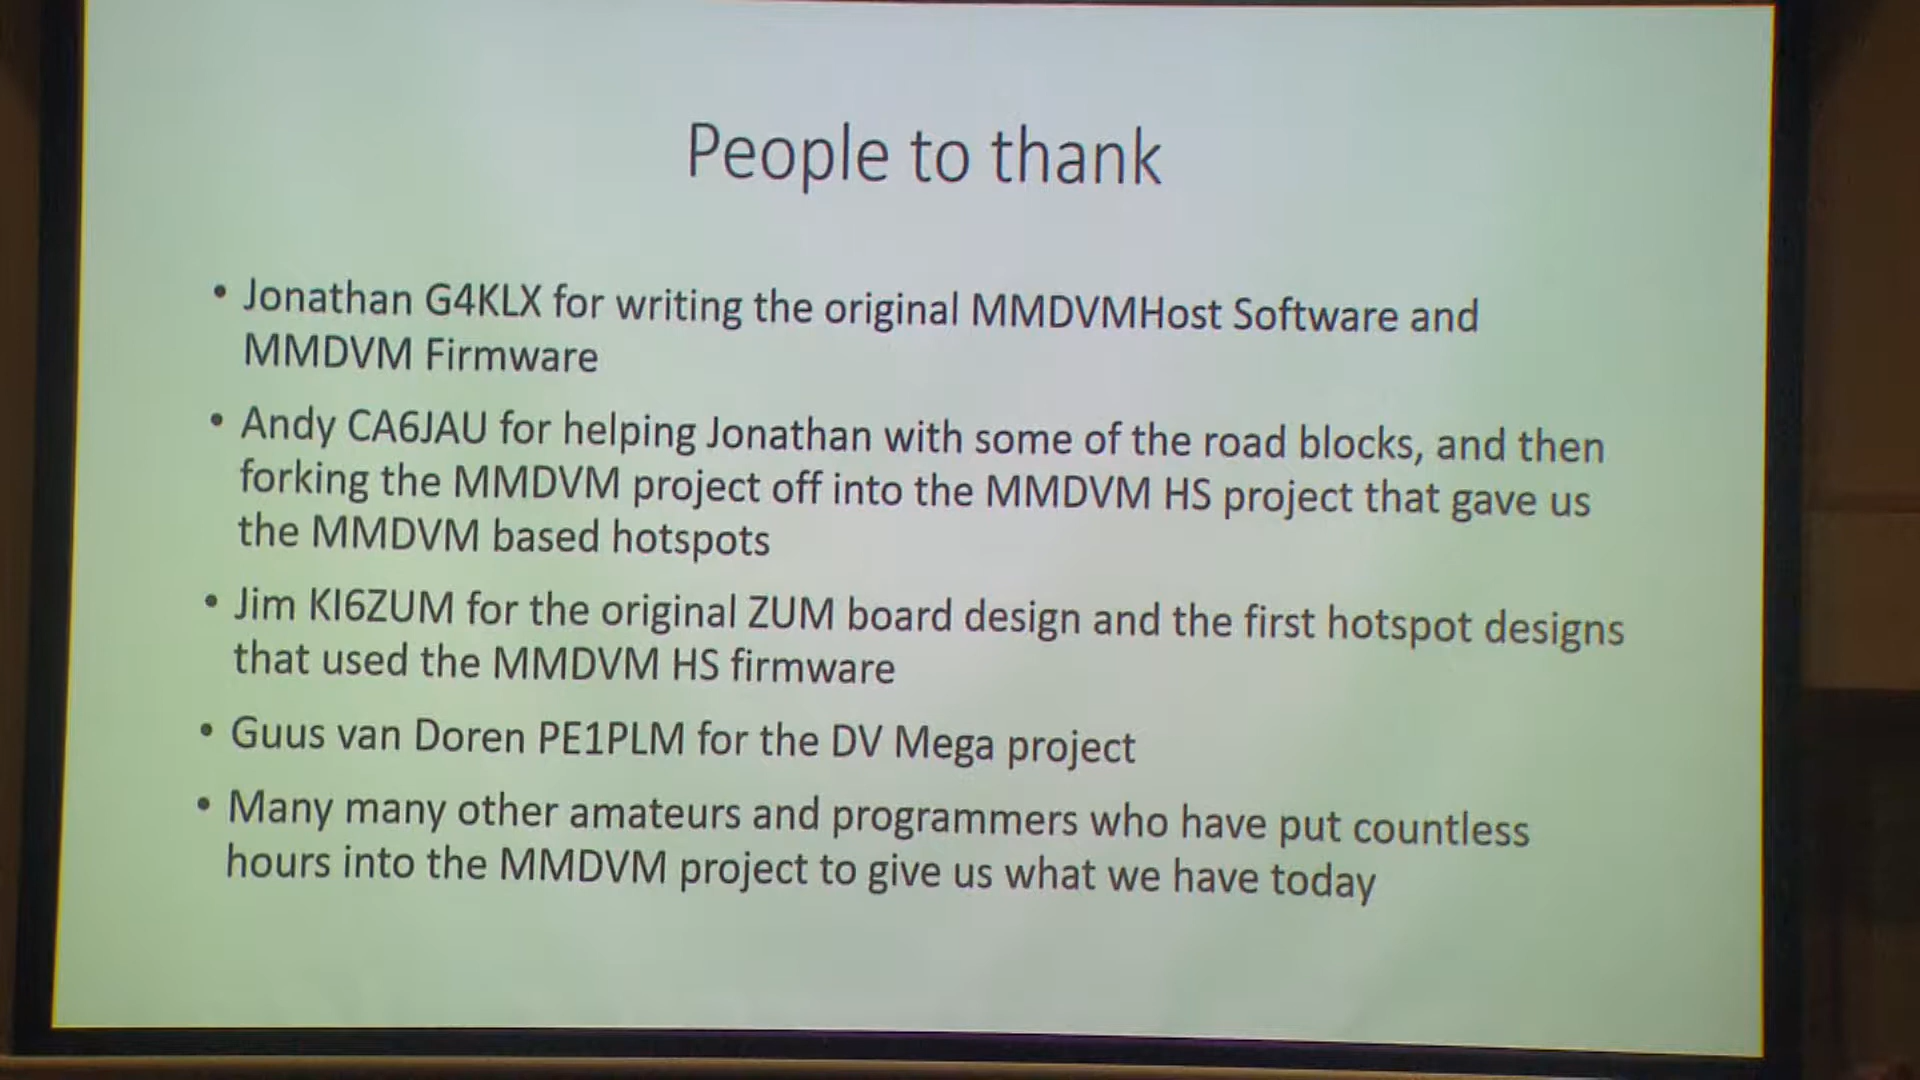 People to thank
• Jonathan G4KLX for writing the original MMDVMHost Software and
MMDVM Firmware
• Andy CA6JAU for helping Jonathan with some of the road blocks, and then
forking the MMDVM project off into the MMDVM HS project that gave us
the MMDVM based hotspots
• Jim KI6ZUM for the original ZUM board design and the first hotspot designs
that used the MMDVM HS firmware
• Guus van Doren PE1PLM for the DV Mega project
• Many many other amateurs and programmers who have put countless
hours into the MMDVM project to give us what we have today